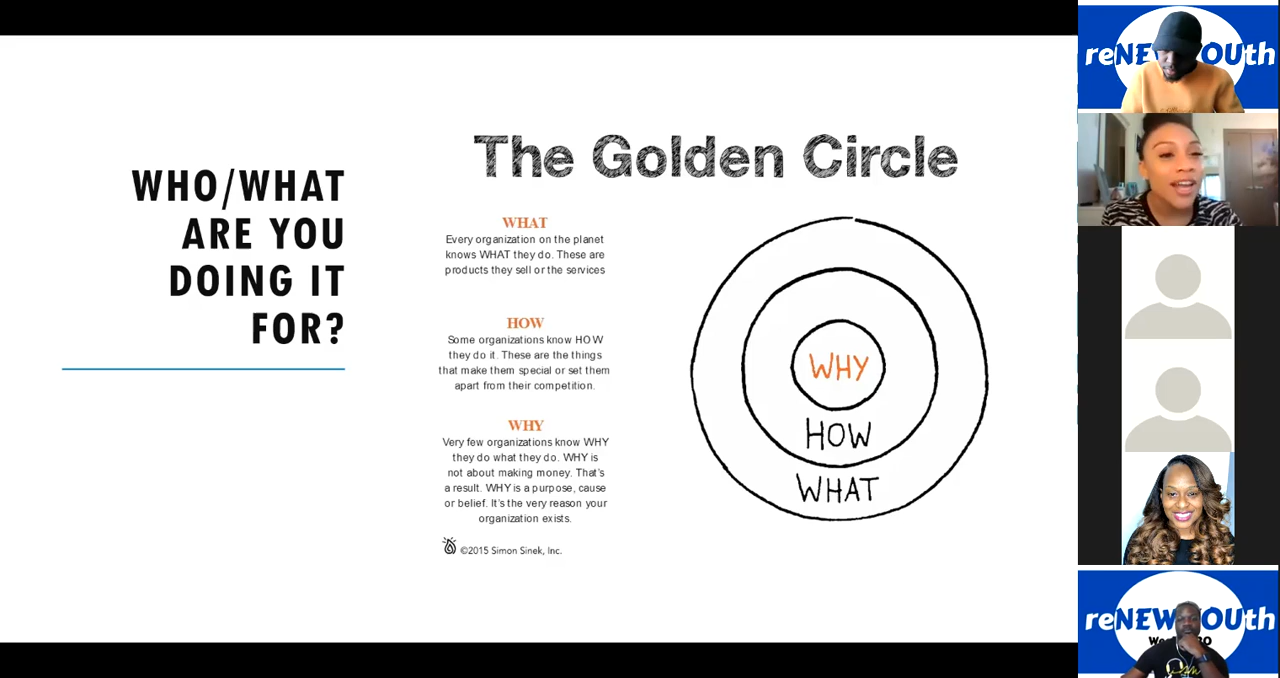 WHO/WHAT
ARE YOU
DOING IT
FOR?
The Golden Circle
WHAT
Every organization on the planet
knows WHAT they do. These are
products they sell or the services
HOW
Some organizations know HOW
they do it. These are the things
that make them special or set them
apart from their competition.
WHY
Very few organizations know WHY
they do what they do. WHY is
not about making money. That's
a result. WHY is a purpose, cause
or belief. It's the very reason your
organization exists.
©2015 Simon Sinek, Inc.
WHY
HOW
WHAT
reNEW OUth
reNEW OUth